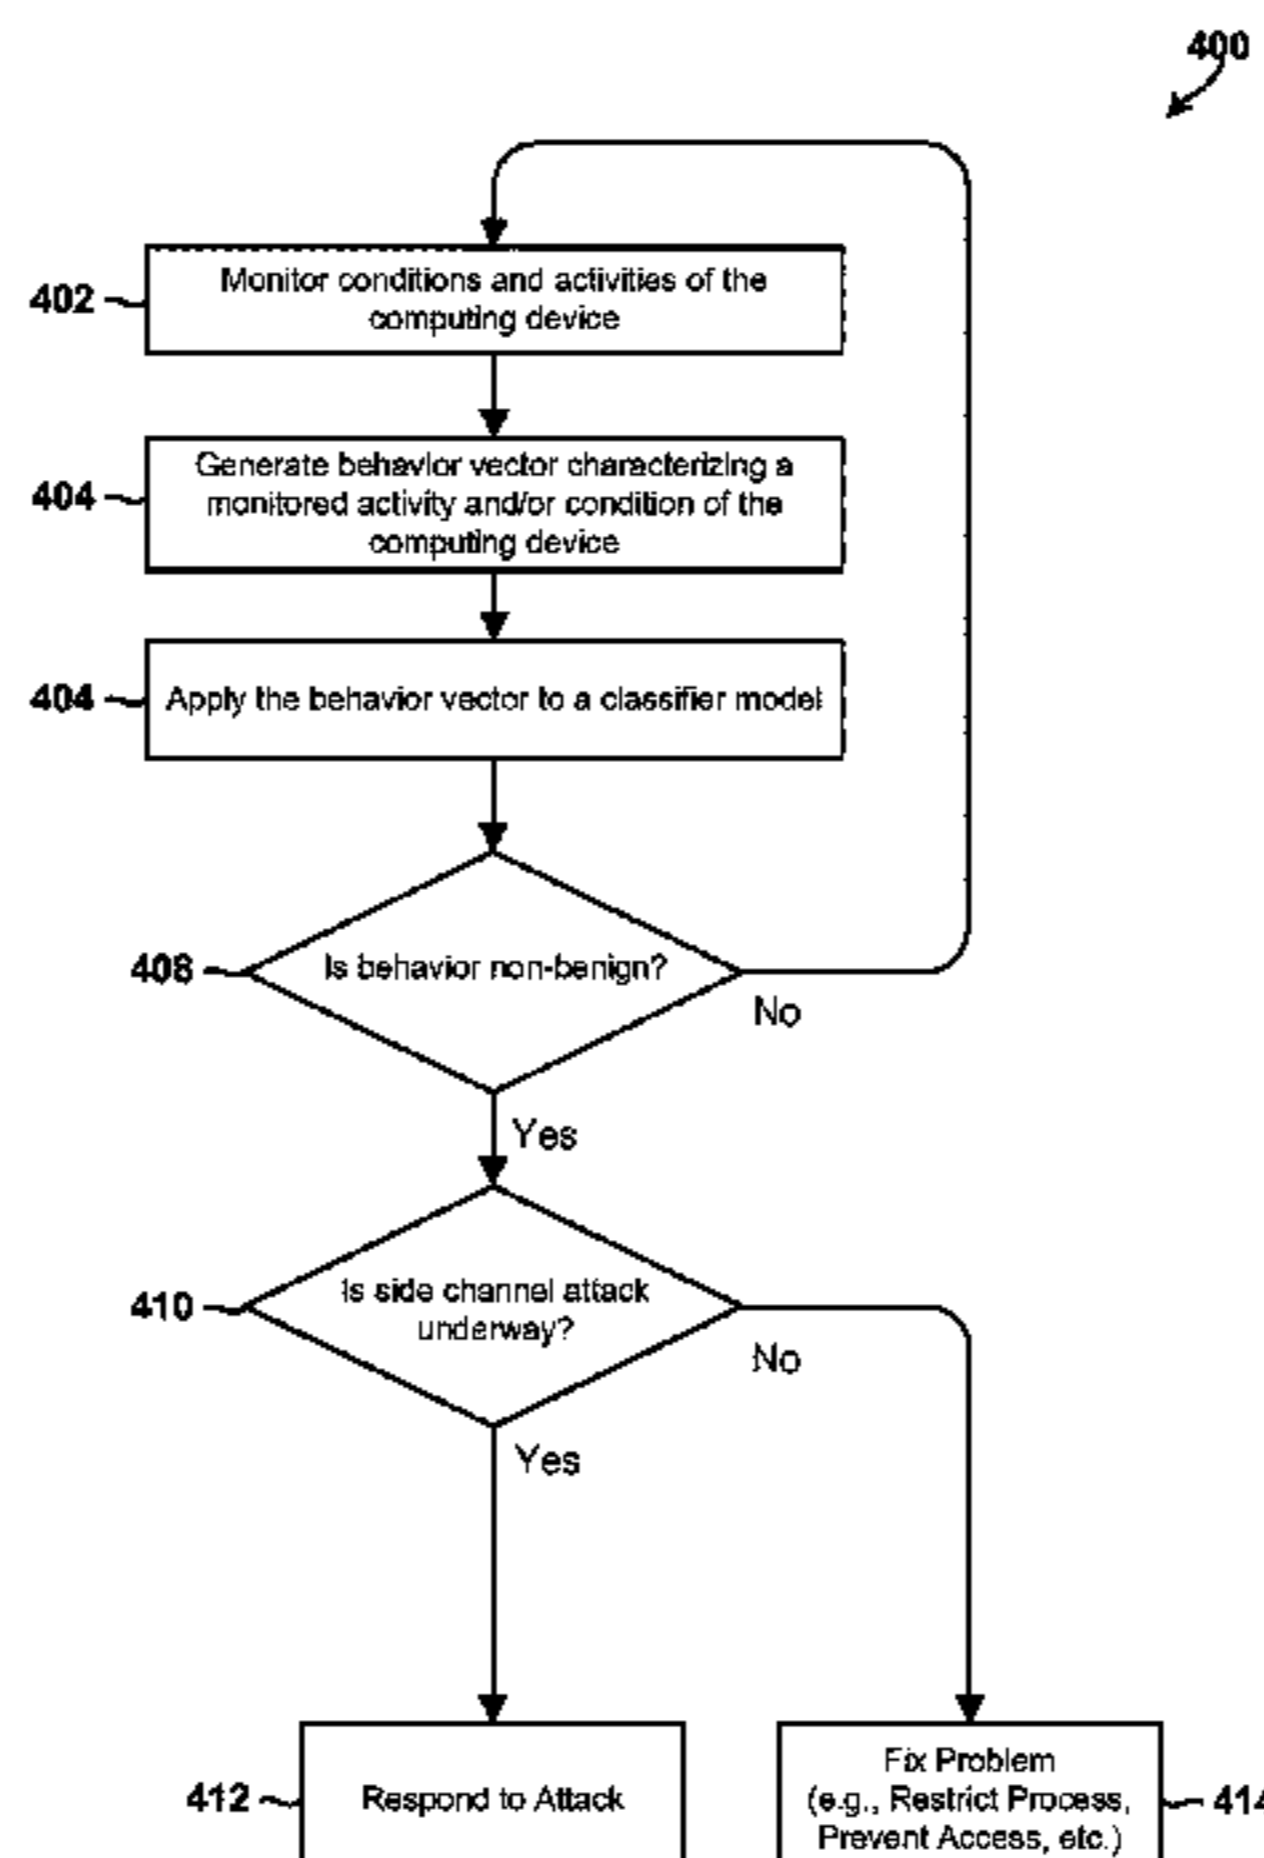 400
402
Monitor conditions and activities of the
computing device
404
Generate behavior vector characterizing a
monitored activity and/or condition of the
computing device
404
Apply the behavior vector to a classifier model
408
Is behavior non-benign?
No
Yes
410
Is side channel attack
underway?
No
Yes
412
Respond to Attack
Fix Problem
(e.g., Restrict Process,
Prevent Access, etc.)
414